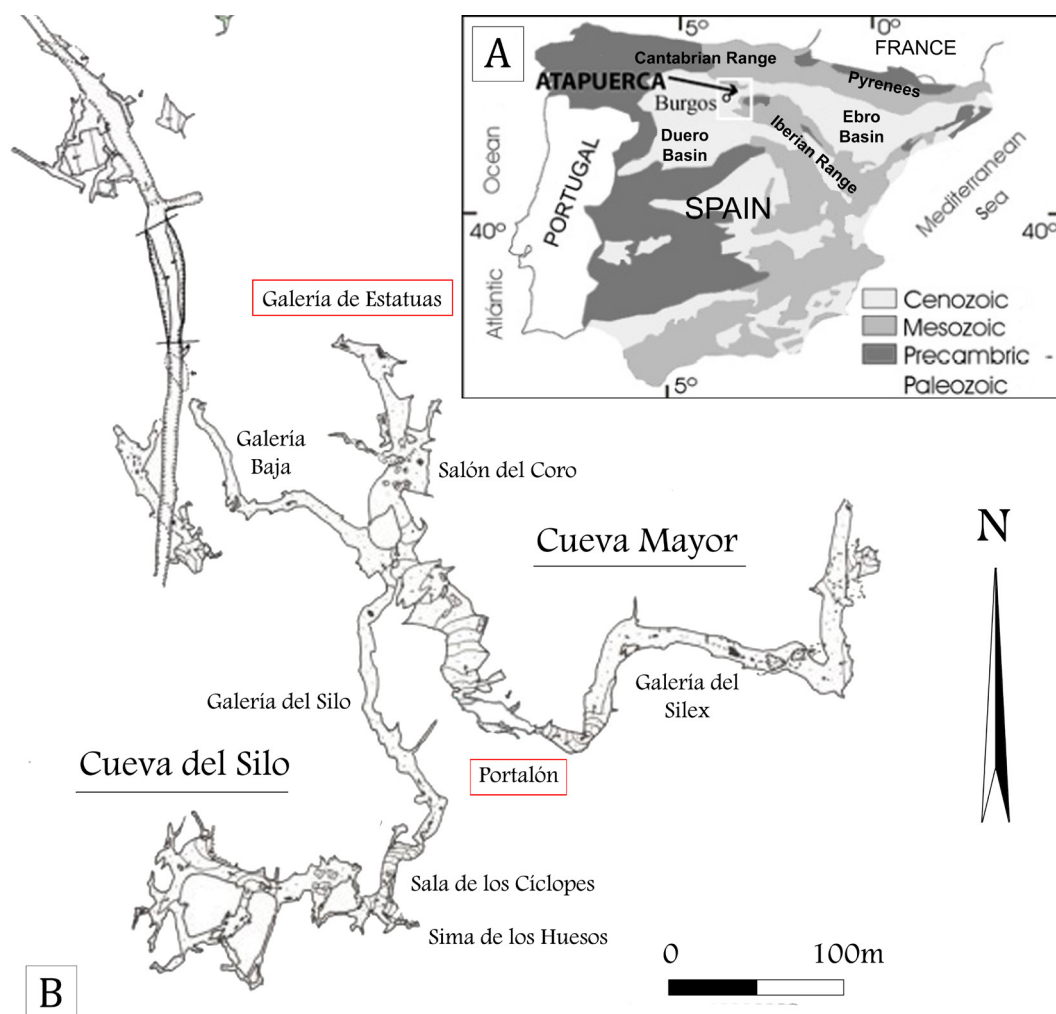 A
5°
0°
FRANCE
Cantabrian Range
Pyrenees
ATAPUERCA
Burgos
Ebro
Basin
Duero
Basin
Iberian Range
Ocean
Atlántic
PORTUGAL
SPAIN
Mediterranean
Sea
40°
40°
5°
Cenozoic
Mesozoic
Precambric -
Paleozoic
Galería de Estatuas
Galería
Baja
Salón del Coro
Cueva Mayor
N
Galería del Silo
Galería del
Silex
Cueva del Silo
Portalón
Sala de los Cíclopes
Sima de los Huesos
0 100m
B